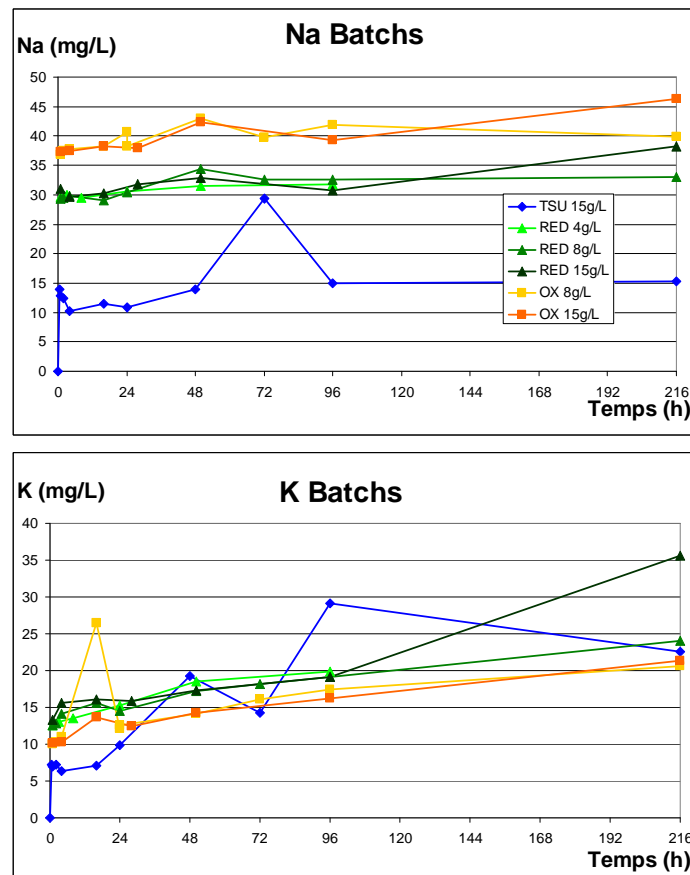 Na Batchs
Na (mg/L)
50
45
40
35
30
25
20
15
10
5
0
TSU 15g/L
RED 4g/L
RED 8g/L
RED 15g/L
OX 8g/L
OX 15g/L
0 24 48 72 96 120 144 168 192 216
Temps (h)
K Batchs
K (mg/L)
40
35
30
25
20
15
10
5
0
0 24 48 72 96 120 144 168 192 216
Temps (h)